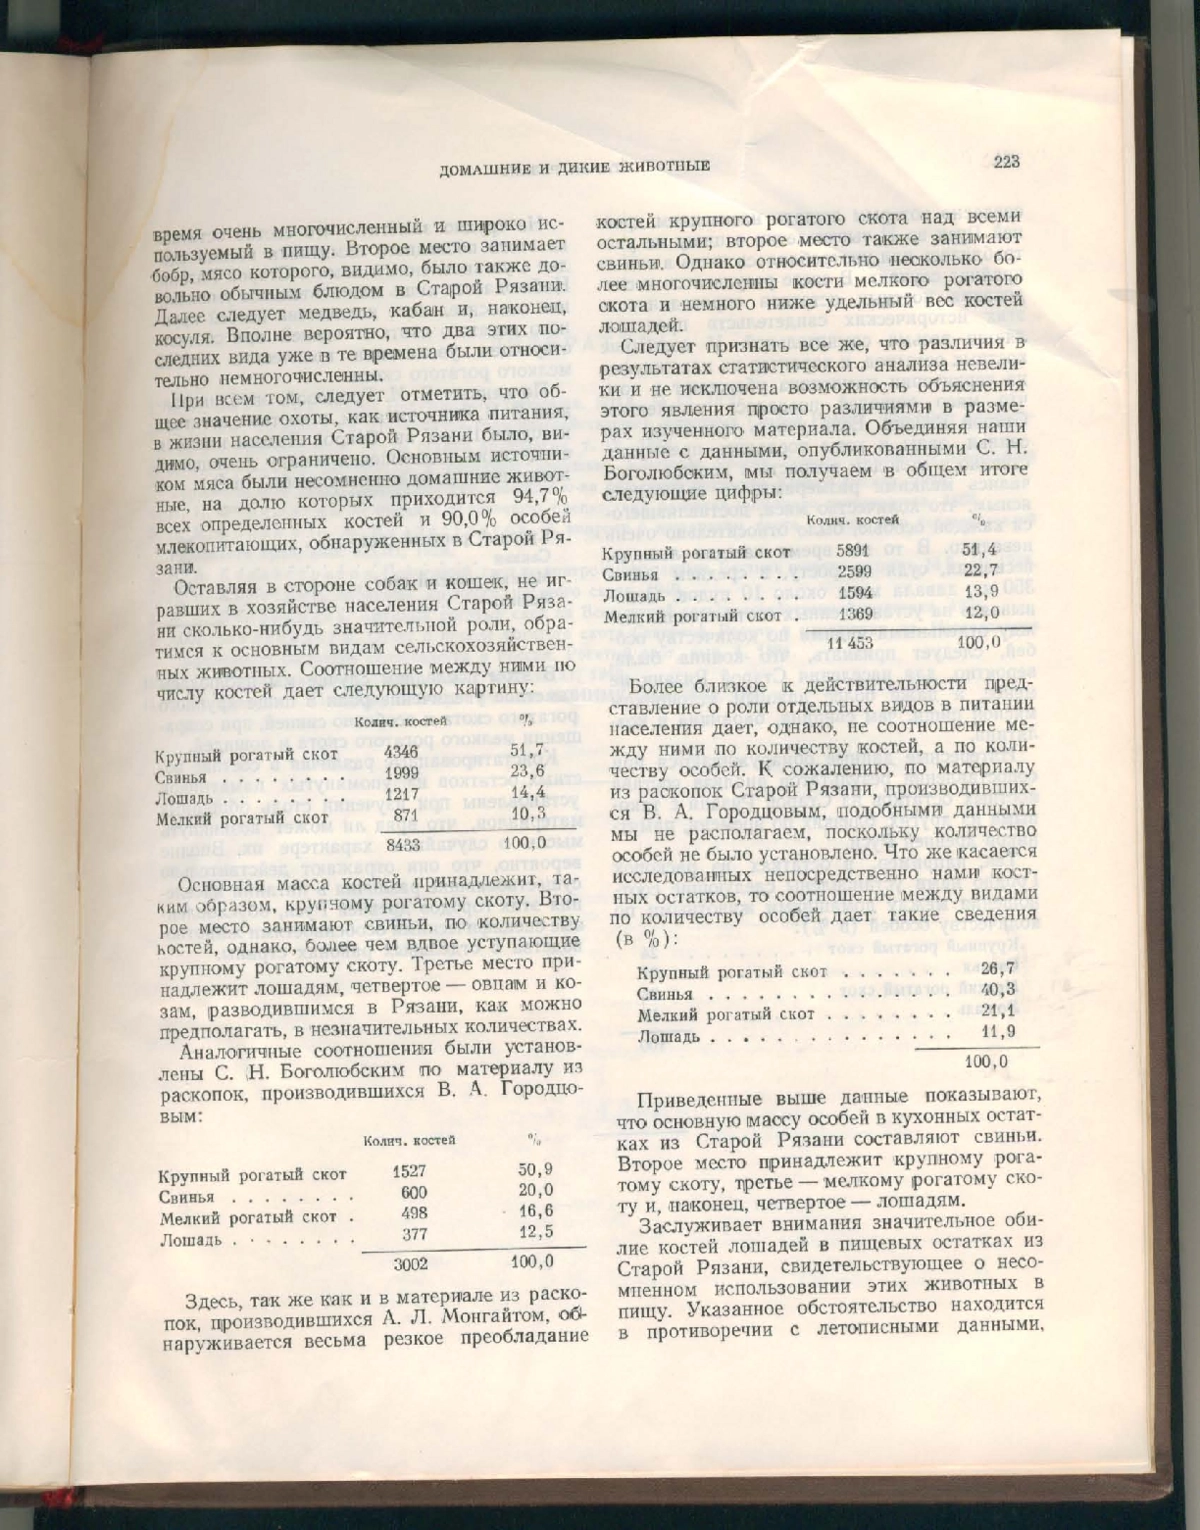 ДОМАШНИЕ И ДИКИЕ ЖИВОТНЫЕ
223
время очень многочисленный и широко ис-
пользуемый в пищу. Второе место занимает
бобр, мясо которого, видимо, было также до-
вольно обычным блюдом в Старой Рязани.
Далее следует медведь, кабан и, наконец,
косуля. Вполне вероятно, что два этих по-
следних вида уже в те времена были относи-
тельно немногочисленны.
При всем том, следует отметить, что об-
щее значение охоты, как источника питания,
в жизни населения Старой Рязани было, ви-
димо, очень ограничено. Основным источни-
ком мяса были несомненно домашние живот-
ные, на долю которых приходится 94,7%
всех определенных костей и 90,0% особей
млекопитающих, обнаруженных в Старой Ря-
зани.
Оставляя в стороне собак и кошек, не иг-
равших в хозяйстве населения Старой Ряза-
ни сколько-нибудь значительной роли, обра-
тимся к основным видам сельскохозяйствен-
ных животных. Соотношение между ними по
числу костей дает следующую картину:
Колич. костей %
Крупный рогатый скот 4346 51,7
Свинья . . . . . . . . 1999 23,6
Лошадь . . . . . . . . 1217 14,4
Мелкий рогатый скот 871 10,3
8433 100,0
Основная масса костей принадлежит, та-
ким образом, крупному рогатому скоту. Вто-
рое место занимают свиньи, по количеству
костей, однако, более чем вдвое уступающие
крупному рогатому скоту. Третье место при-
надлежит лошадям, четвертое — овцам и ко-
зам, разводившимся в Рязани, как можно
предполагать, в незначительных количествах.
Аналогичные соотношения были установ-
лены С. Н. Боголюбским по материалу из
раскопок, производившихся В. А. Городцо-
вым:
Колич. костей %
Крупный рогатый скот 1527 50,9
Свинья . . . . . . . . 600 20,0
Мелкий рогатый скот . 498 16,6
Лошадь . . . . . . . . 377 12,5
3002 100,0
Здесь, так же как и в материале из раско-
пок, производившихся А. Л. Монгайтом, об-
наруживается весьма резкое преобладание
костей крупного рогатого скота над всеми
остальными; второе место также занимают
свиньи. Однако относительно несколько бо-
лее многочисленны кости мелкого рогатого
скота и немного ниже удельный вес костей
лошадей.
Следует признать все же, что различия в
результатах статистического анализа невели-
ки и не исключена возможность объяснения
этого явления просто различиями в разме-
рах изученного материала. Объединяя наши
данные с данными, опубликованными С. Н.
Боголюбским, мы получаем в общем итоге
следующие цифры:
Колич. костей %
Крупный рогатый скот 5891 51,4
Свинья . . . . . . . . 2599 22,7
Лошадь . . . . . . . . 1594 13,9
Мелкий рогатый скот . 1369 12,0
11 453 100,0
Более близкое к действительности пред-
ставление о роли отдельных видов в питании
населения дает, однако, не соотношение ме-
жду ними по количеству костей, а по коли-
честву особей. К сожалению, по материалу
из раскопок Старой Рязани, производивших-
ся В. А. Городцовым, подобными данными
мы не располагаем, поскольку количество
особей не было установлено. Что же касается
исследованных непосредственно нами кост-
ных остатков, то соотношение между видами
по количеству особей дает такие сведения
(в %):
Крупный рогатый скот . . . . . . . 26,7
Свинья . . . . . . . . . . . . . . . 40,3
Мелкий рогатый скот . . . . . . . . 21,1
Лошадь . . . . . . . . . . . . . . . 11,9
100,0
Приведенные выше данные показывают,
что основную массу особей в кухонных остат-
ках из Старой Рязани составляют свиньи.
Второе место принадлежит крупному рога-
тому скоту, третье — мелкому рогатому ско-
ту и, наконец, четвертое — лошадям.
Заслуживает внимания значительное оби-
лие костей лошадей в пищевых остатках из
Старой Рязани, свидетельствующее о несо-
мненном использовании этих животных в
пищу. Указанное обстоятельство находится
в противоречии с летописными данными,